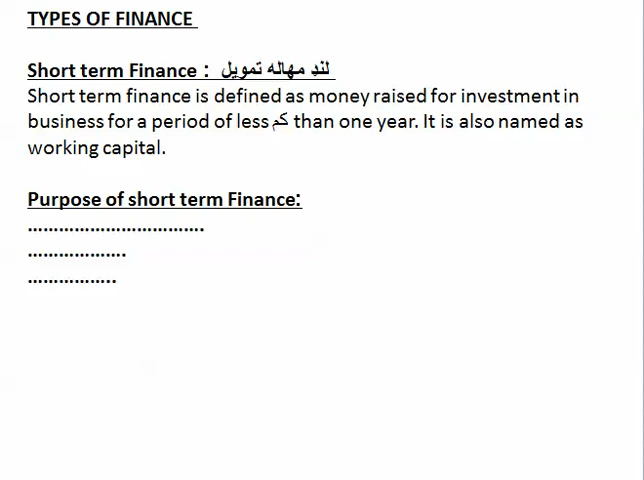 TYPES OF FINANCE
Short term Finance : لنډ مهاله تمویل
Short term finance is defined as money raised for investment in
business for a period of less کم than one year. It is also named as
working capital.
Purpose of short term Finance:
……………………………….
……………….
……………..